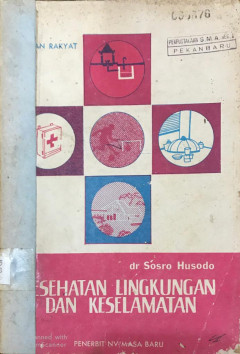 AN RAKYAT
PERPUSTAKAAN S M A
PEKANBARU
dr Sosro Husodo
SEHATAN LINGKUNGAN
DAN KESELAMATAN
PENERBIT NV MASA BARU